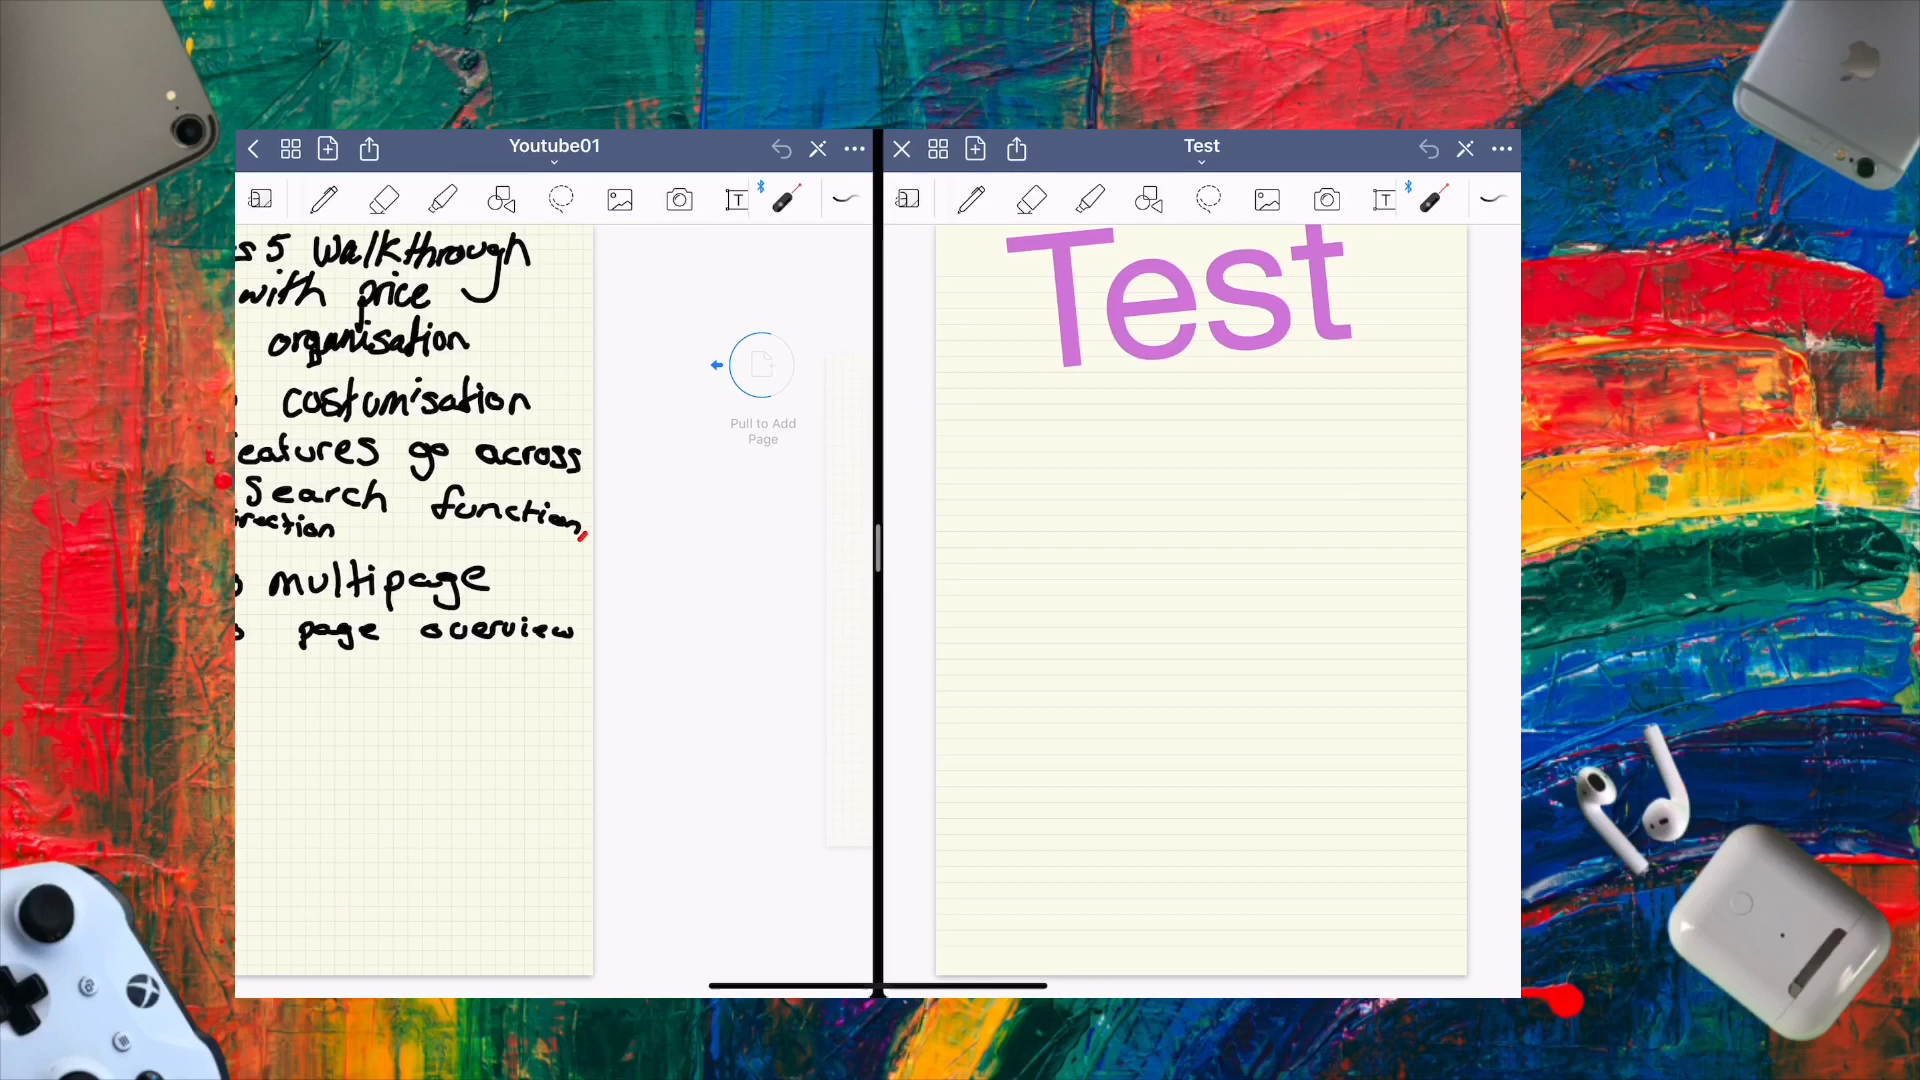 Youtube01
s 5 Walkthrough
with price
organisation
costumisation
eatures go across
Search function
rection
multipage
page overview
Pull to Add
Page
Test
T
T
Test